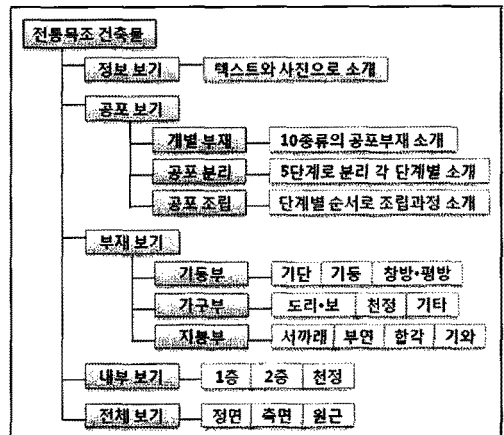 전통목조 건축물
정보 보기 텍스트와 사진으로 소개
공포 보기
개별 부재 10종류의 공포부재 소개
공포 분리 5단계로 분리 각 단계별 소개
공포 조립 단계별 순서로 조립과정 소개
부재 보기
기둥부 기단 기둥 창방•평방
가구부 도리•보 천정 기타
지붕부 서까래 부연 합각 기와
내부 보기 1층 2층 천정
전체 보기 정면 측면 원근